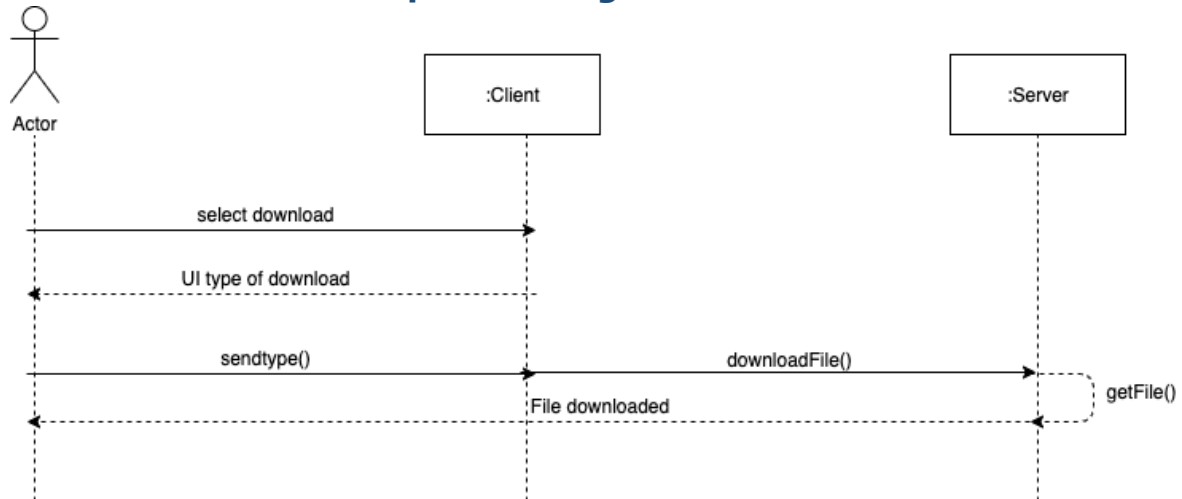 Actor
:Client
:Server
select download
UI type of download
sendtype()
downloadFile()
getFile()
File downloaded